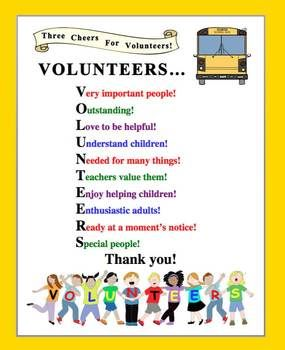 Three Cheers For Volunteers!
VOLUNTEERS...
Very important people!
Outstanding!
Love to be helpful!
Understand children!
Needed for many things!
Teachers value them!
Enjoy helping children!
Enthusiastic adults!
Ready at a moment's notice!
Special people!
Thank you!
VOLUNTEERS